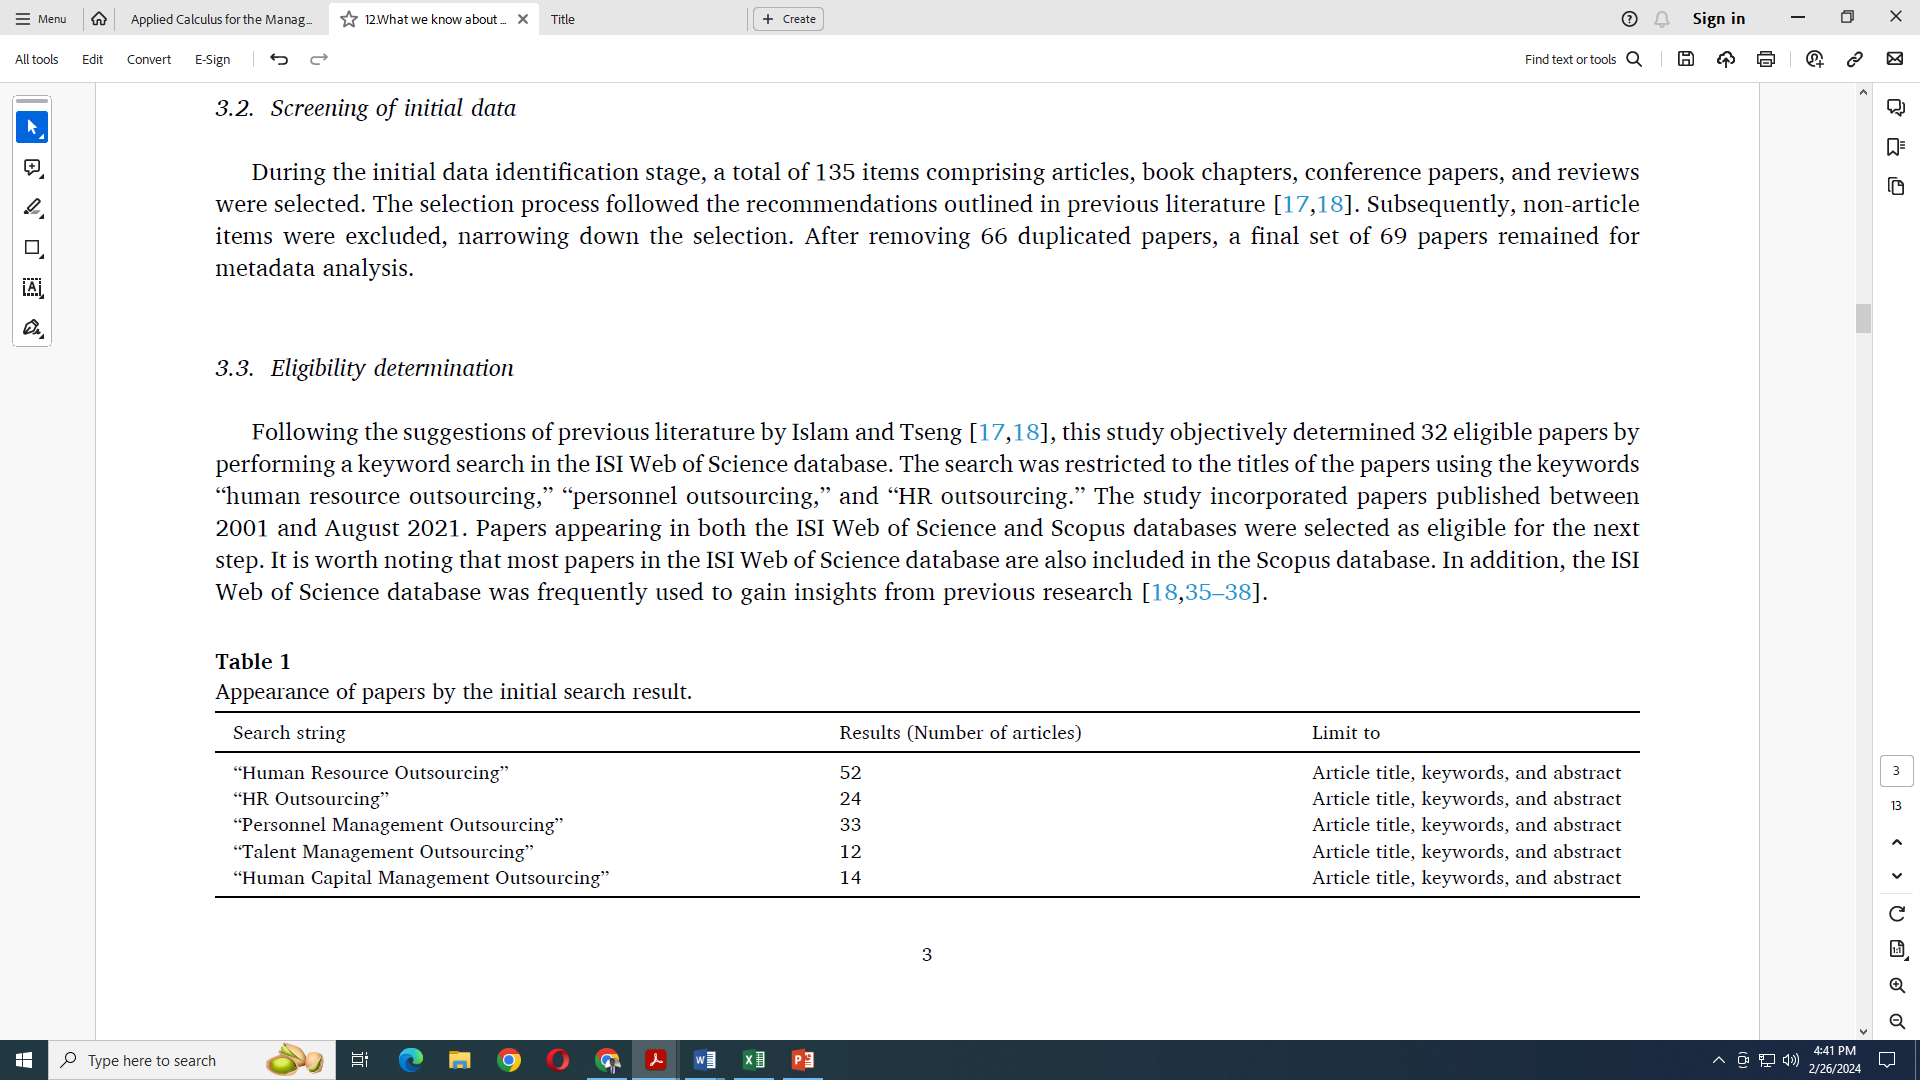 Menu
Applied Calculus for the Manag...
12.What we know about ...
Title
Create
Sign in
All tools
Edit
Convert
E-Sign
Find text or tools
3.2. Screening of initial data
During the initial data identification stage, a total of 135 items comprising articles, book chapters, conference papers, and reviews
were selected. The selection process followed the recommendations outlined in previous literature [17,18]. Subsequently, non-article
items were excluded, narrowing down the selection. After removing 66 duplicated papers, a final set of 69 papers remained for
metadata analysis.
3.3. Eligibility determination
Following the suggestions of previous literature by Islam and Tseng [17,18], this study objectively determined 32 eligible papers by
performing a keyword search in the ISI Web of Science database. The search was restricted to the titles of the papers using the keywords
“human resource outsourcing,” “personnel outsourcing,” and “HR outsourcing.” The study incorporated papers published between
2001 and August 2021. Papers appearing in both the ISI Web of Science and Scopus databases were selected as eligible for the next
step. It is worth noting that most papers in the ISI Web of Science database are also included in the Scopus database. In addition, the ISI
Web of Science database was frequently used to gain insights from previous research [18,35–38].
Table 1
Appearance of papers by the initial search result.
Search string Results (Number of articles) Limit to
“Human Resource Outsourcing” 52 Article title, keywords, and abstract
“HR Outsourcing” 24 Article title, keywords, and abstract
“Personnel Management Outsourcing” 33 Article title, keywords, and abstract
“Talent Management Outsourcing” 12 Article title, keywords, and abstract
“Human Capital Management Outsourcing” 14 Article title, keywords, and abstract
3
3
13
Type here to search
4:41 PM
2/26/2024